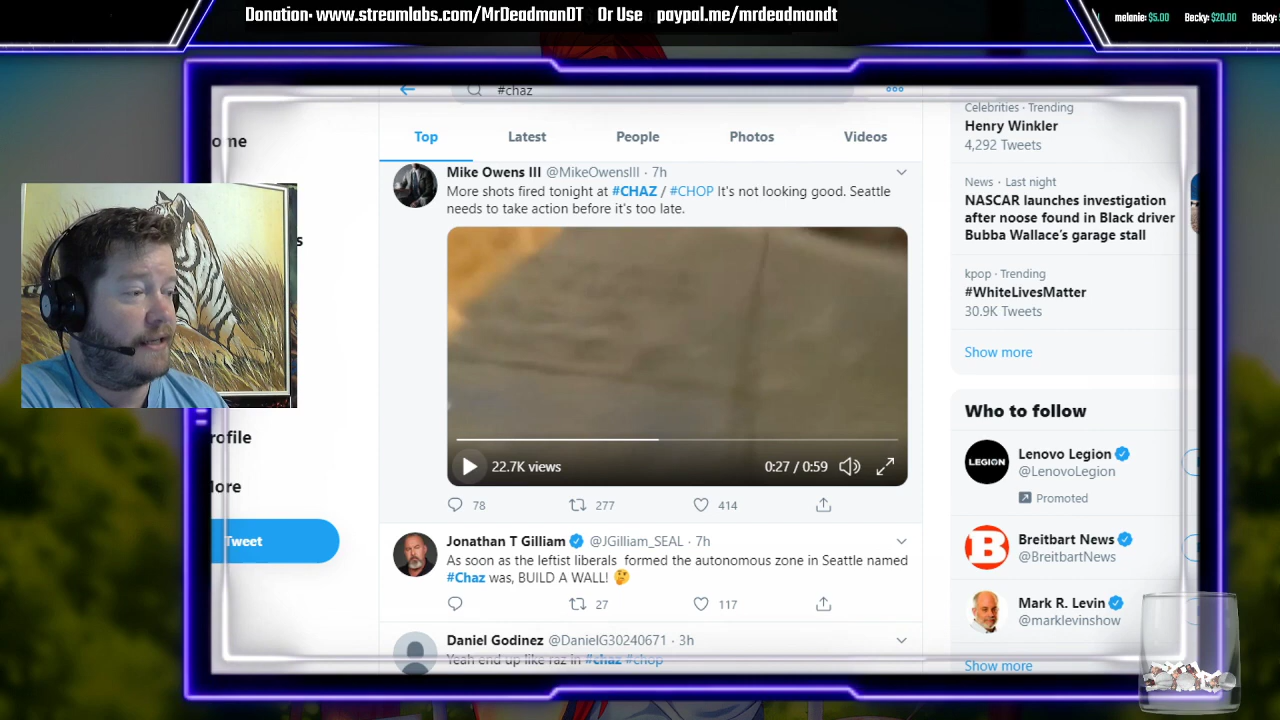 Donation: www.streamlabs.com/MrDeadmanDT Or Use paypal.me/mrdeadmandt
melanie: $5.00 Becky: $20.00 Becky:
#chaz
Top Latest People Photos Videos
ome
s
rofile
ore
Tweet
Mike Owens III @MikeOwensIII · 7h
More shots fired tonight at #CHAZ / #CHOP It's not looking good. Seattle
needs to take action before it's too late.
22.7K views 0:27 / 0:59
78 277 414
Jonathan T Gilliam @JGilliam_SEAL · 7h
As soon as the leftist liberals formed the autonomous zone in Seattle named
#Chaz was, BUILD A WALL! 🤔
27 117
Daniel Godinez @DanielG30240671 · 3h
Yeah end up like raz in #chaz #chop
Celebrities · Trending
Henry Winkler
4,292 Tweets
News · Last night
NASCAR launches investigation
after noose found in Black driver
Bubba Wallace's garage stall
kpop · Trending
#WhiteLivesMatter
30.9K Tweets
Show more
Who to follow
LEGION
Lenovo Legion
@LenovoLegion
Promoted
B
Breitbart News
@BreitbartNews
Mark R. Levin
@marklevinshow
Show more